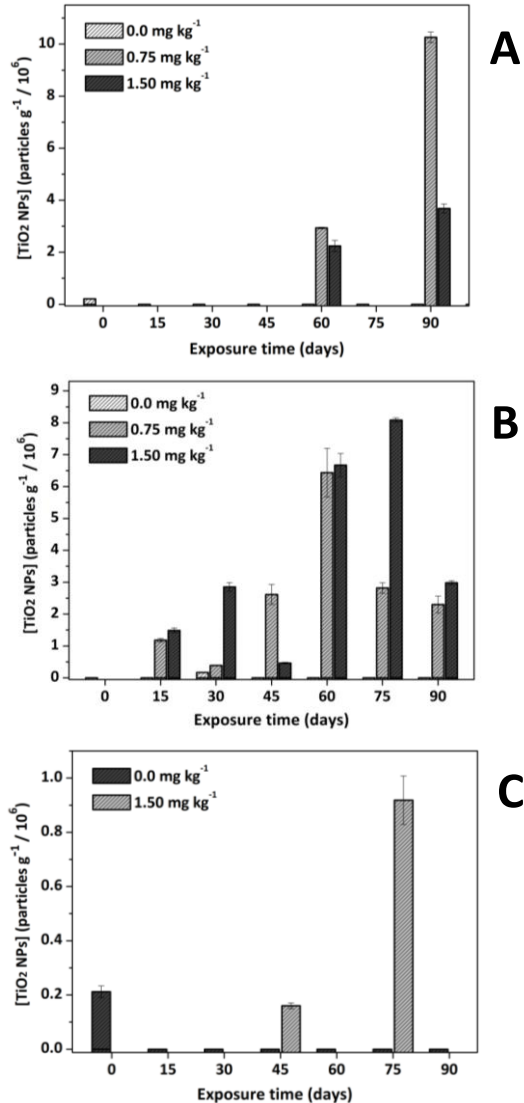 A
0.0 mg kg⁻¹
0.75 mg kg⁻¹
1.50 mg kg⁻¹
[TiO₂ NPs] (particles g⁻¹ / 10⁶)
10
8
6
4
2
0
0 15 30 45 60 75 90
Exposure time (days)
B
0.0 mg kg⁻¹
0.75 mg kg⁻¹
1.50 mg kg⁻¹
[TiO₂ NPs] (particles g⁻¹ / 10⁶)
9
8
7
6
5
4
3
2
1
0
0 15 30 45 60 75 90
Exposure time (days)
C
0.0 mg kg⁻¹
1.50 mg kg⁻¹
[TiO₂ NPs] (particles g⁻¹ / 10⁶)
1.0
0.8
0.6
0.4
0.2
0.0
0 15 30 45 60 75 90
Exposure time (days)